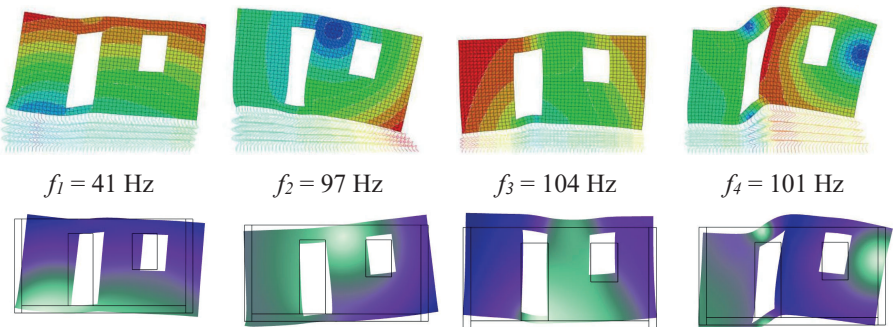 f1 = 41 Hz f2 = 97 Hz f3 = 104 Hz f4 = 101 Hz